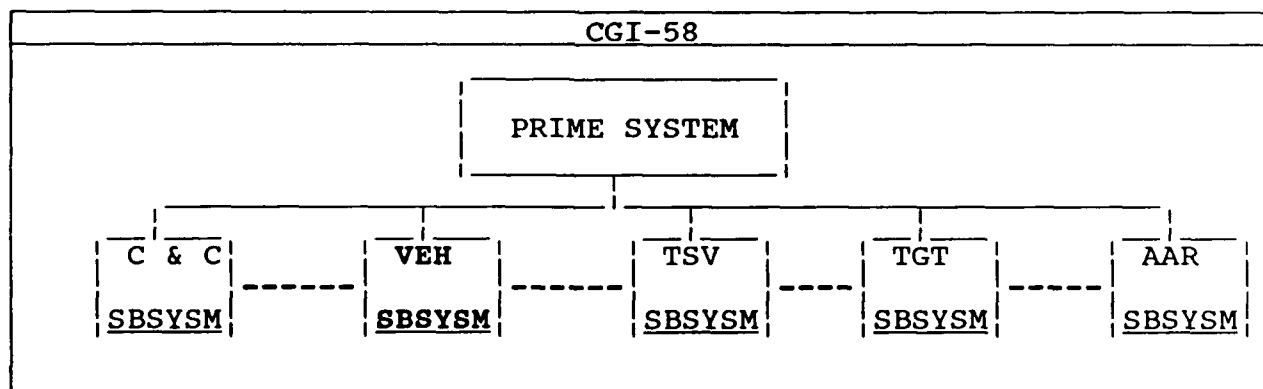 CGI-58
PRIME SYSTEM
C & C VEH TSV TGT AAR
SBSYSM SBSYSM SBSYSM SBSYSM SBSYSM